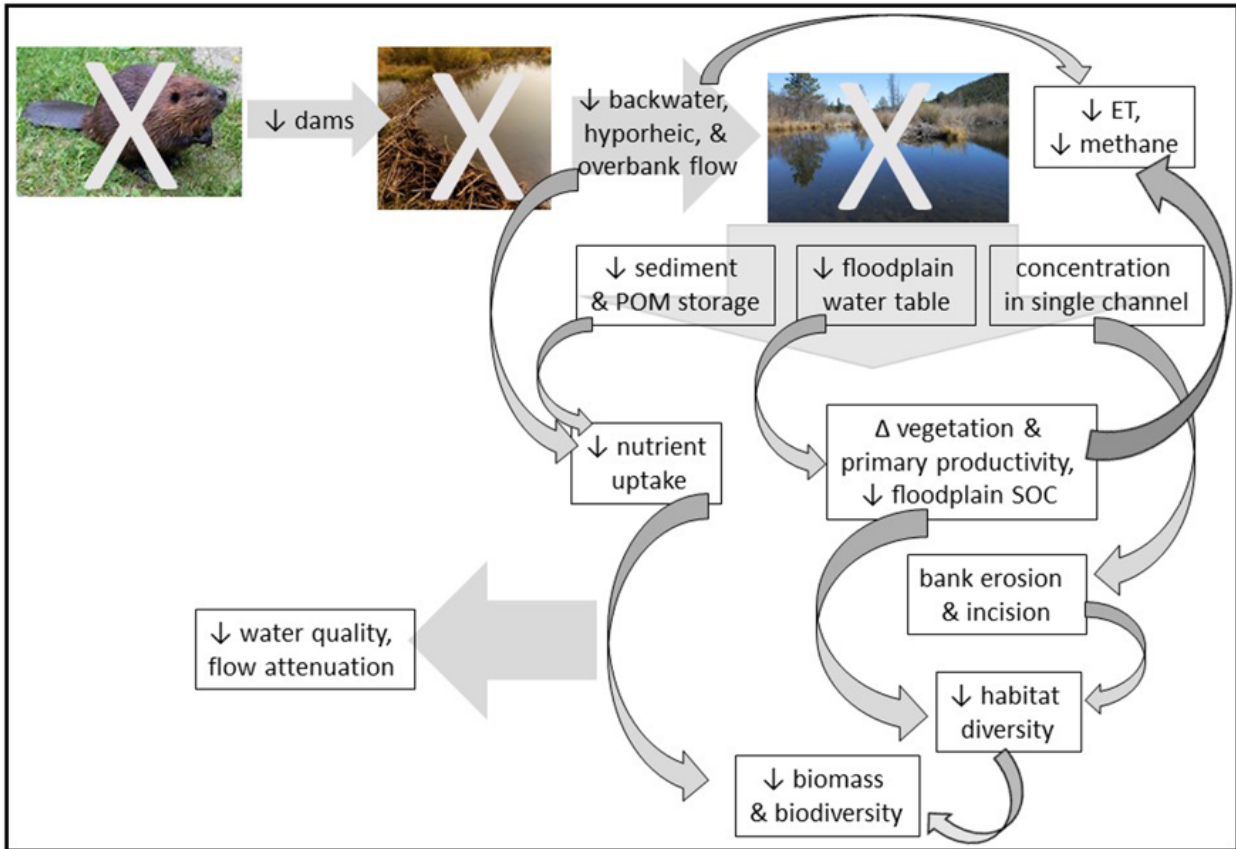 ↓ dams
↓ backwater,
hyporheic, &
overbank flow
↓ ET,
↓ methane
↓ sediment
& POM storage
↓ floodplain
water table
concentration
in single channel
↓ nutrient
uptake
Δ vegetation &
primary productivity,
↓ floodplain SOC
bank erosion
& incision
↓ water quality,
flow attenuation
↓ habitat
diversity
↓ biomass
& biodiversity